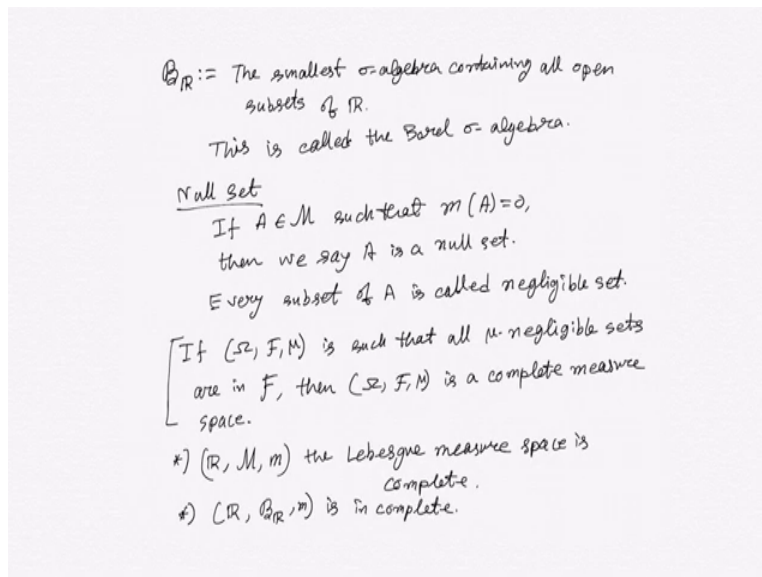 𝓑_ℝ := The smallest σ-algebra containing all open
subsets of ℝ.
This is called the Borel σ-algebra.
Null set
If A ∈ M such that m(A)=0,
then we say A is a null set.
Every subset of A is called negligible set.
If (Ω, F, μ) is such that all μ-negligible sets
are in F, then (Ω, F, μ) is a complete measure
space.
*) (ℝ, M, m) the Lebesgue measure space is
complete.
*) (ℝ, 𝓑_ℝ, m) is in complete.